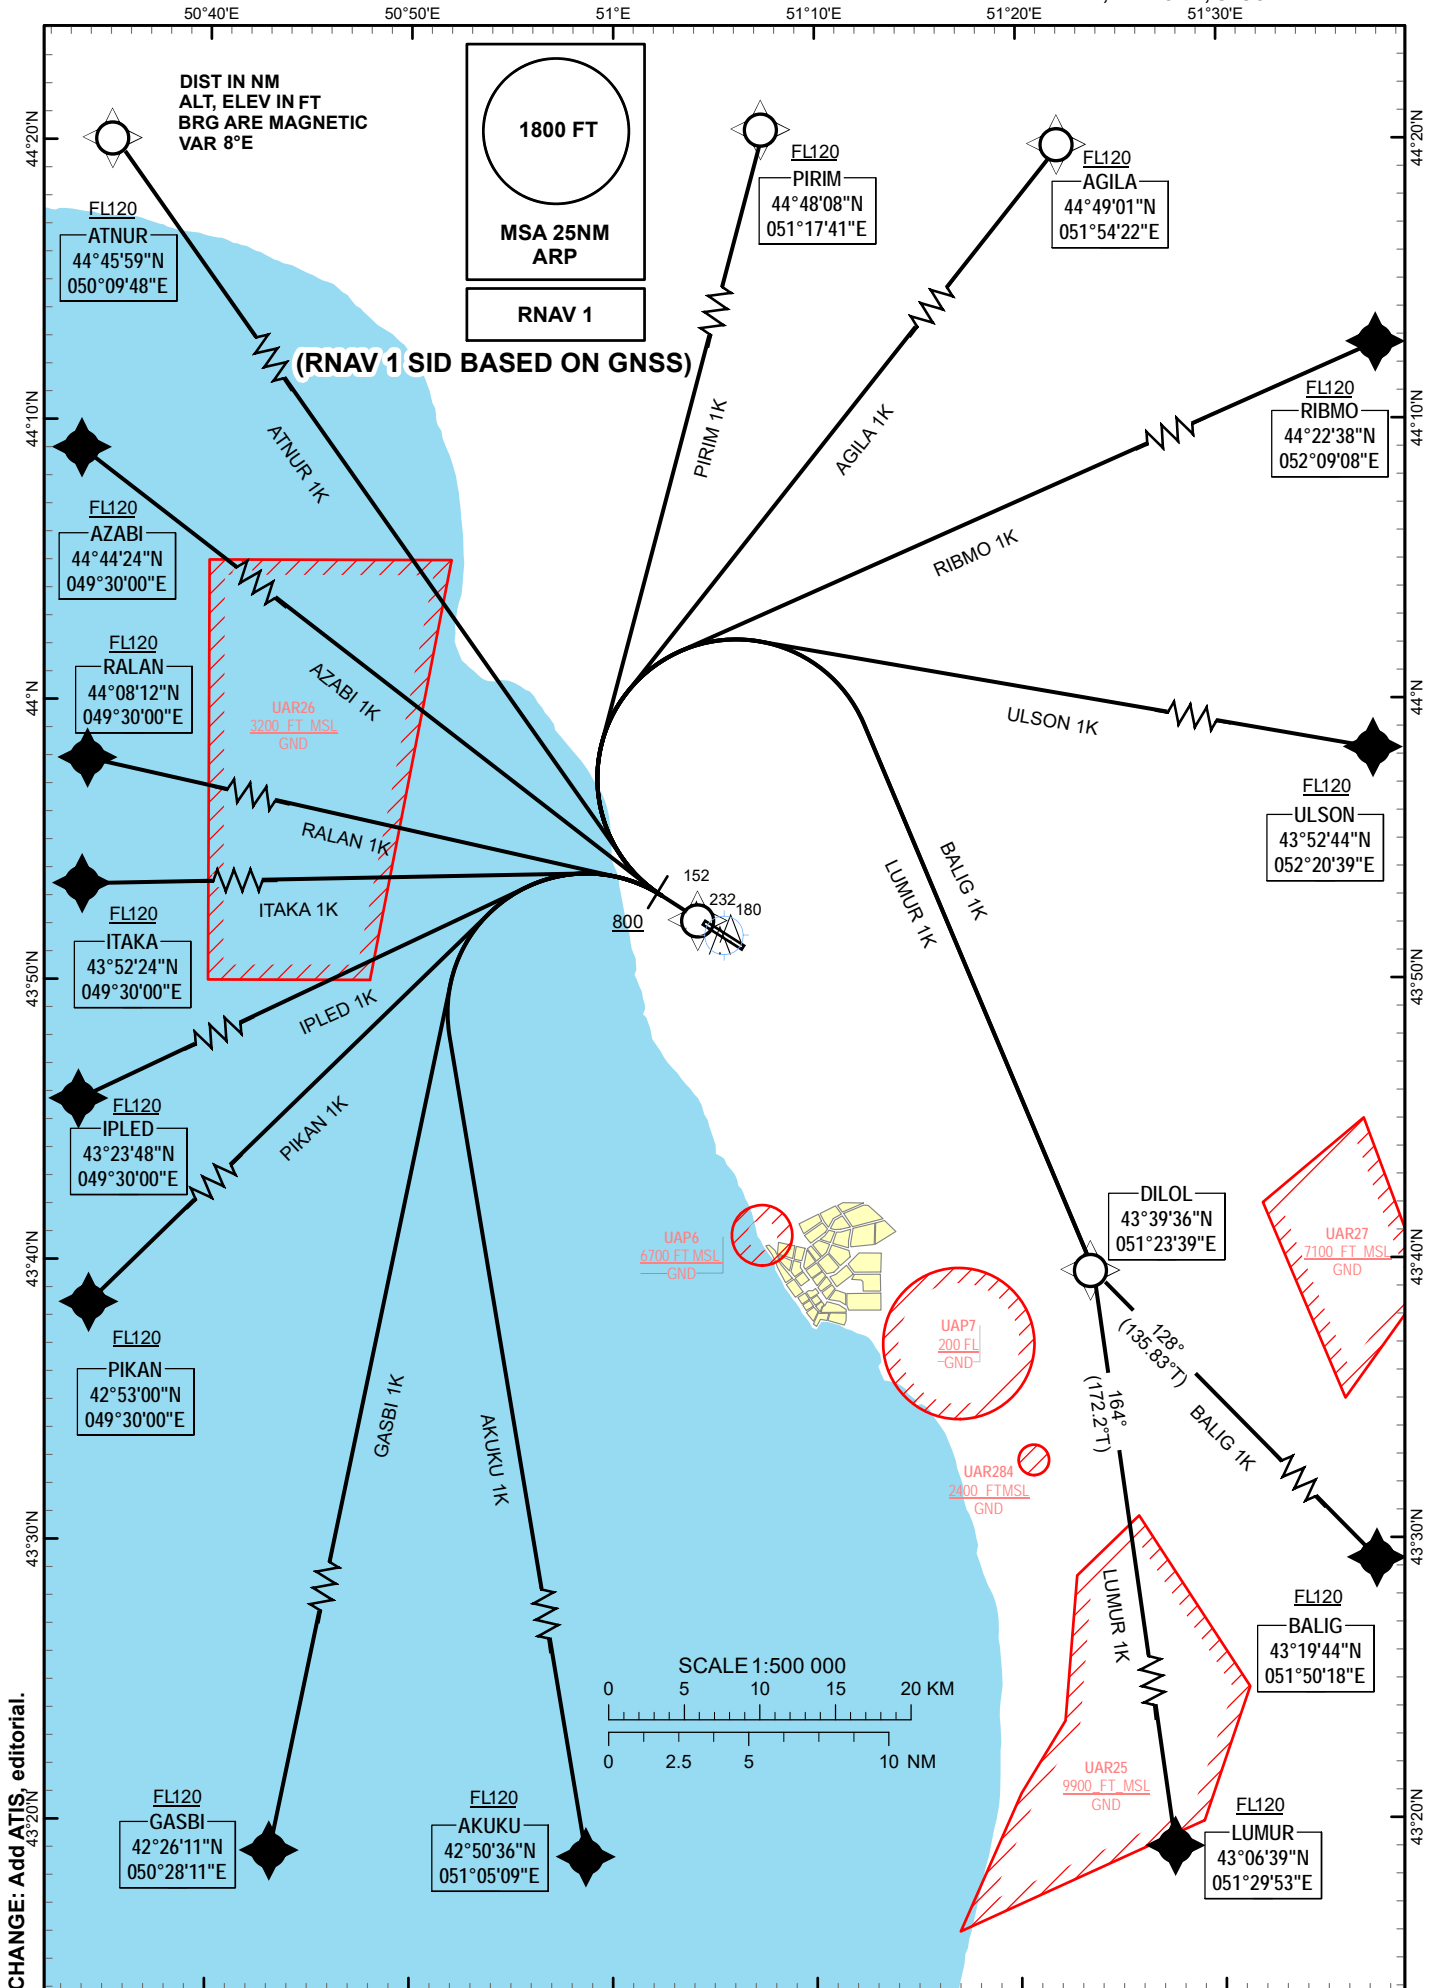 50°40'E
50°50'E
51°E
51°10'E
51°20'E
51°30'E
DIST IN NM
ALT, ELEV IN FT
BRG ARE MAGNETIC
VAR 8°E
1800 FT
MSA 25NM
ARP
RNAV 1
(RNAV 1 SID BASED ON GNSS)
44°20'N
44°20'N
FL120
PIRIM
44°48'08"N
051°17'41"E
FL120
AGILA
44°49'01"N
051°54'22"E
FL120
ATNUR
44°45'59"N
050°09'48"E
FL120
RIBMO
44°22'38"N
052°09'08"E
44°10'N
44°10'N
ATNUR 1K
PIRIM 1K
AGILA 1K
RIBMO 1K
FL120
AZABI
44°44'24"N
049°30'00"E
FL120
RALAN
44°08'12"N
049°30'00"E
AZABI 1K
UAR26
3200_FT_MSL
GND
44°N
44°N
ULSON 1K
FL120
ULSON
43°52'44"N
052°20'39"E
RALAN 1K
ITAKA 1K
BALIG 1K
LUMUR 1K
152
232
180
800
FL120
ITAKA
43°52'24"N
049°30'00"E
43°50'N
43°50'N
IPLED 1K
PIKAN 1K
FL120
IPLED
43°23'48"N
049°30'00"E
DILOL
43°39'36"N
051°23'39"E
UAP6
6700 FT MSL
GND
UAR27
7100_FT_MSL
GND
43°40'N
43°40'N
UAP7
200 FL
GND
128°
(135.83°T)
164°
(172.2°T)
FL120
PIKAN
42°53'00"N
049°30'00"E
GASBI 1K
AKUKU 1K
BALIG 1K
UAR284
2400_FTMSL
GND
43°30'N
43°30'N
LUMUR 1K
FL120
BALIG
43°19'44"N
051°50'18"E
SCALE 1:500 000
0 5 10 15 20 KM
0 2.5 5 10 NM
UAR25
9900_FT_MSL
GND
43°20'N
43°20'N
FL120
GASBI
42°26'11"N
050°28'11"E
FL120
AKUKU
42°50'36"N
051°05'09"E
FL120
LUMUR
43°06'39"N
051°29'53"E
CHANGE: Add ATIS, editorial.